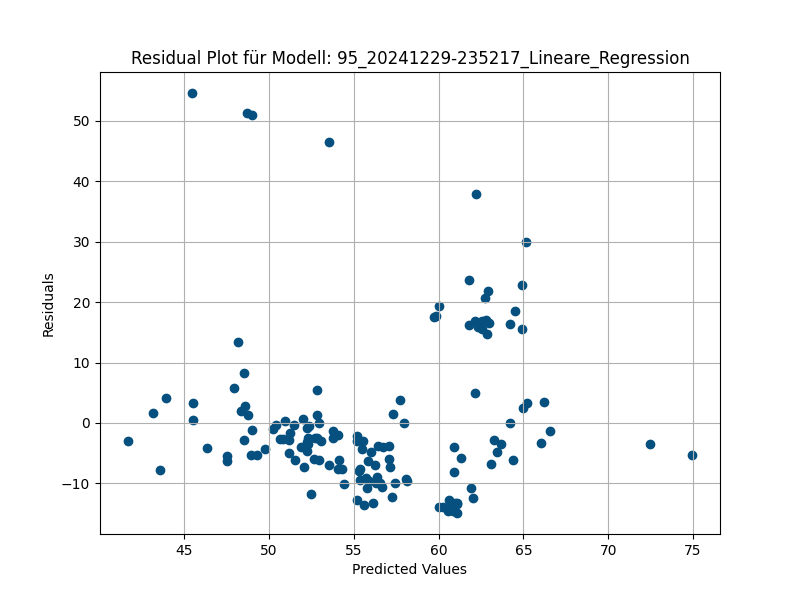 Residual Plot für Modell: 95_20241229-235217_Lineare_Regression
Residuals
50
40
30
20
10
0
−10
45 50 55 60 65 70 75
Predicted Values